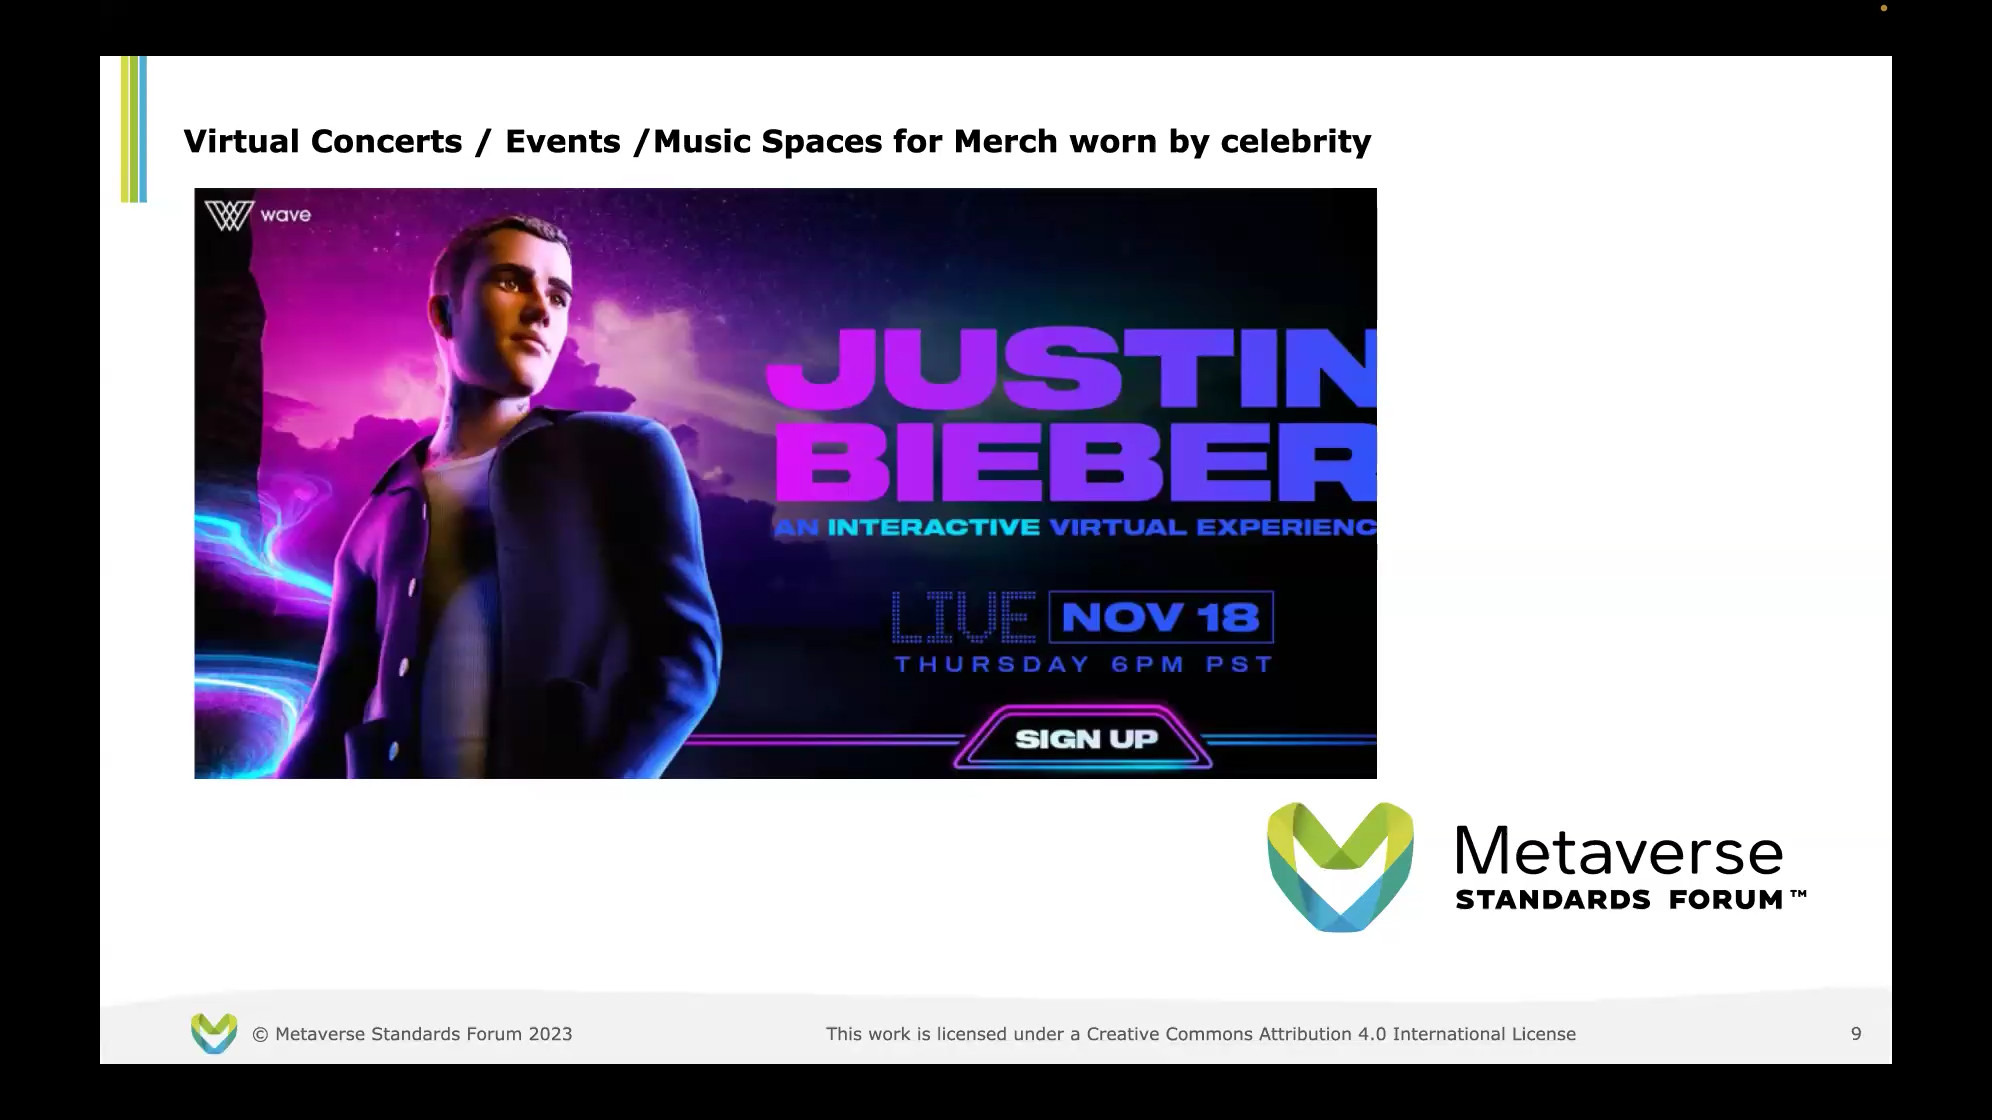 Virtual Concerts / Events /Music Spaces for Merch worn by celebrity
wave
JUSTIN
BIEBER
AN INTERACTIVE VIRTUAL EXPERIENC
LIVE NOV 18
THURSDAY 6PM PST
SIGN UP
Metaverse
STANDARDS FORUM™
© Metaverse Standards Forum 2023
This work is licensed under a Creative Commons Attribution 4.0 International License
9